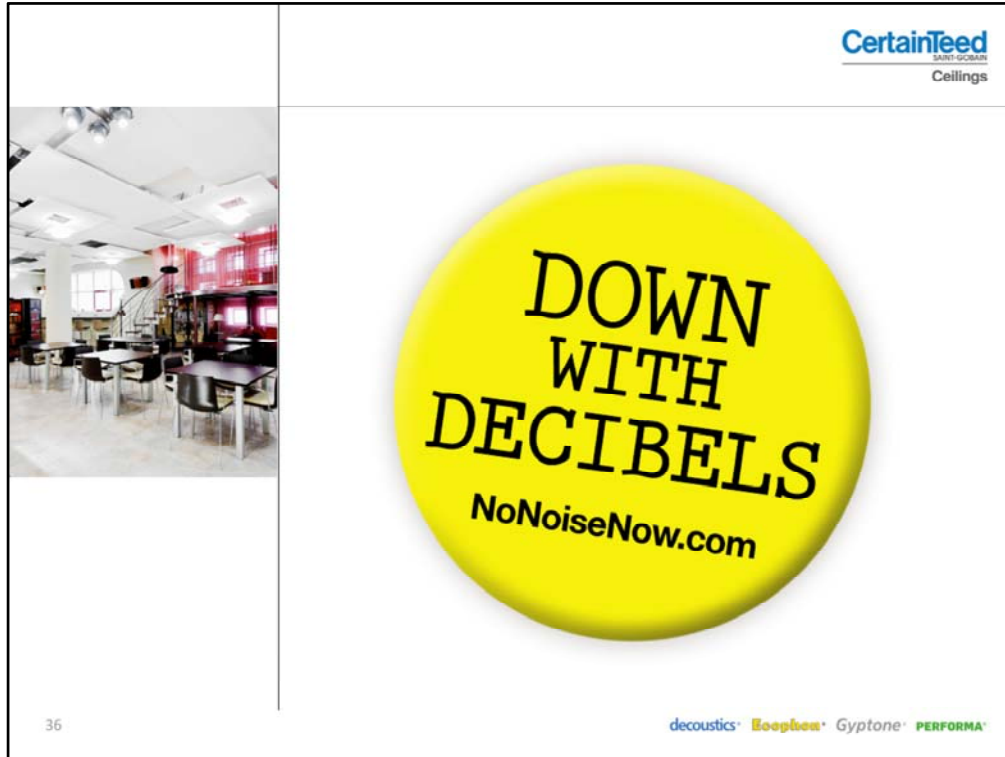 CertainTeed
SAINT-GOBAIN
Ceilings
DOWN
WITH
DECIBELS
NoNoiseNow.com
36
decoustics Ecophon Gyptone PERFORMA